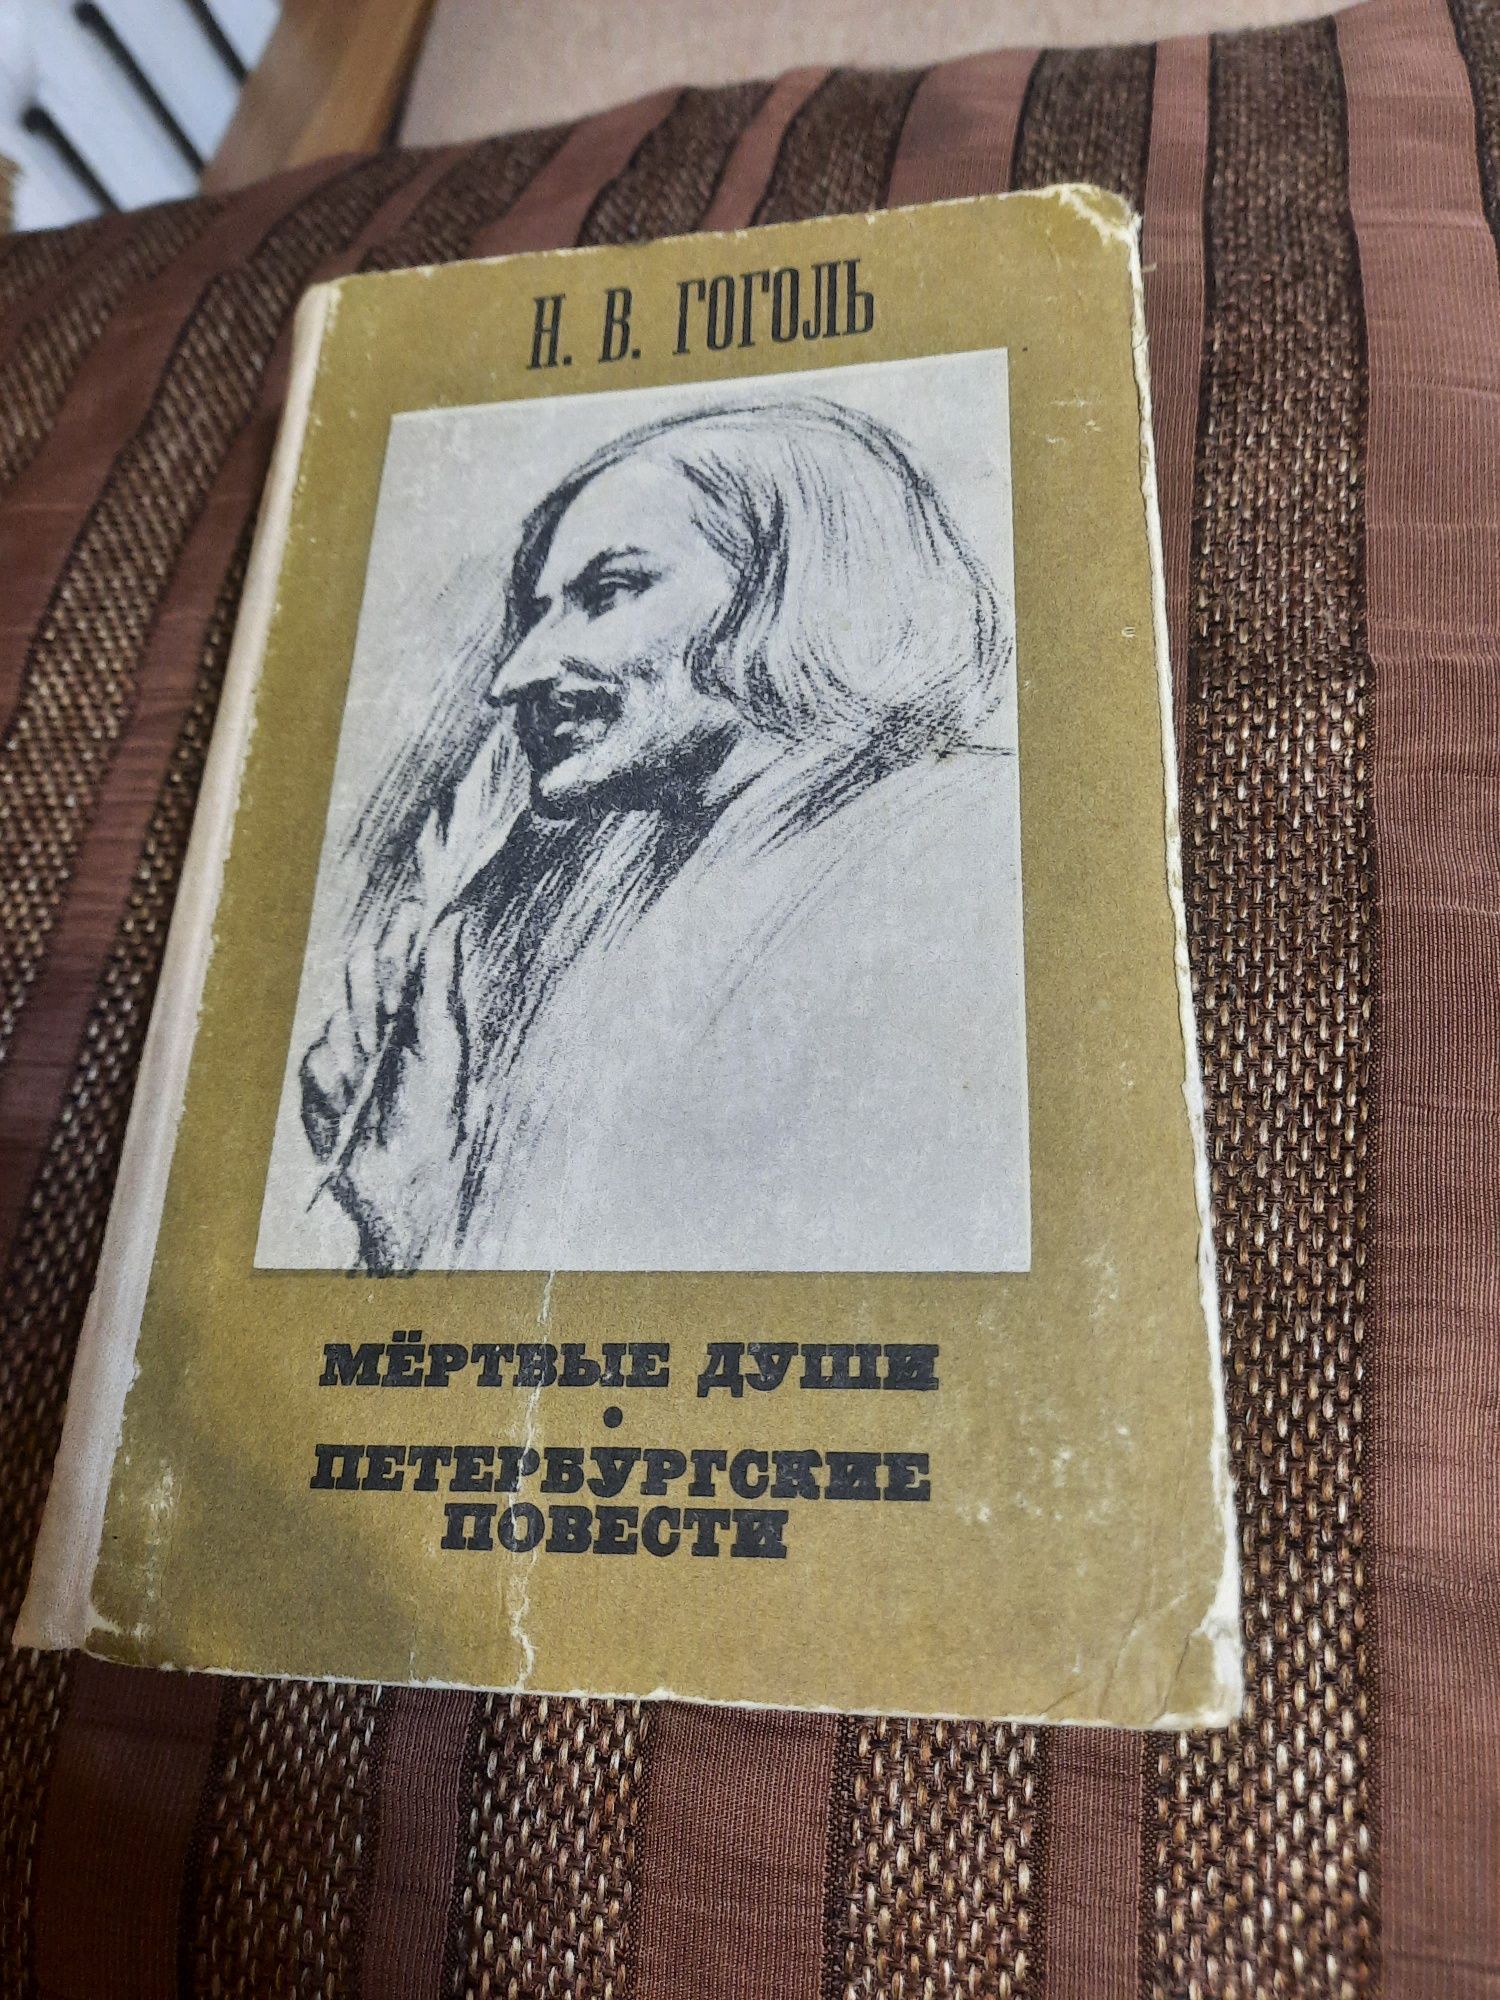 Н. В. ГОГОЛЬ
МЁРТВЫЕ ДУШИ
•
ПЕТЕРБУРГСКИЕ
ПОВЕСТИ